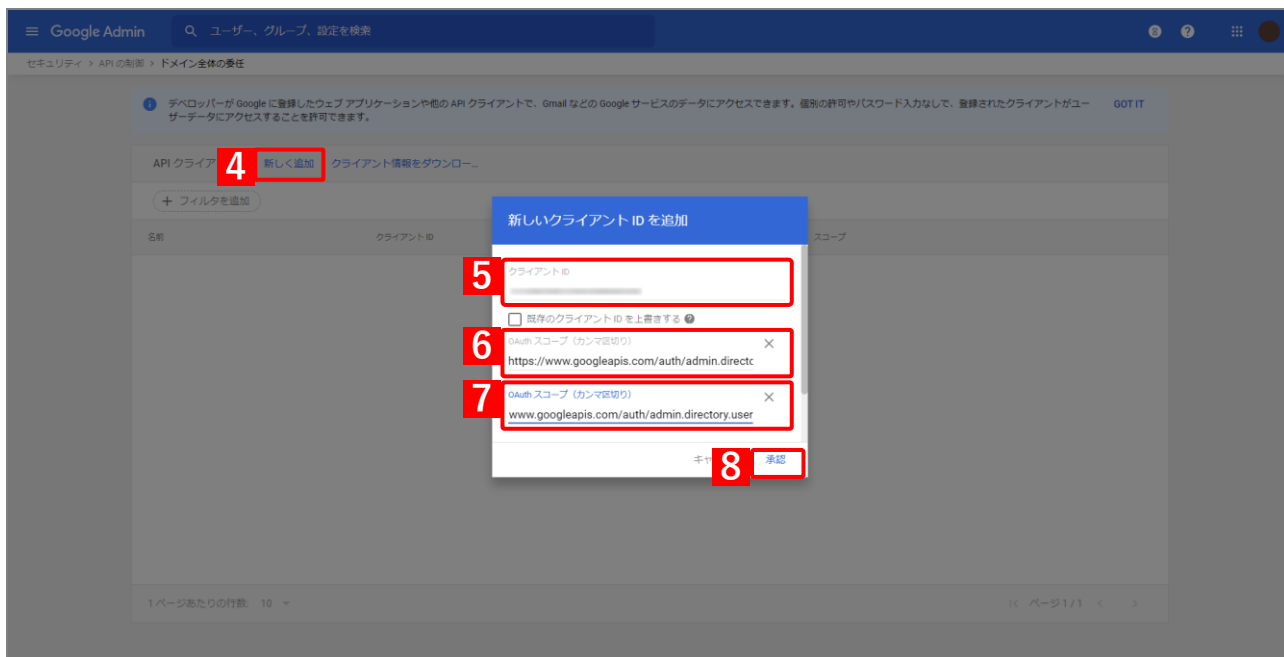 Google Admin
ユーザー、グループ、設定を検索
8
セキュリティ > API の制御 > ドメイン全体の委任
デベロッパーが Google に登録したウェブ アプリケーションや他の API クライアントで、Gmail などの Google サービスのデータにアクセスできます。個別の許可やパスワード入力なしで、登録されたクライアントがユー
ザーデータにアクセスすることを許可できます。
GOT IT
API クライア
4
新しく追加
クライアント情報をダウンロー...
+ フィルタを追加
名前
クライアント ID
スコープ
新しいクライアント ID を追加
5
クライアント ID
既存のクライアント ID を上書きする
6
OAuth スコープ（カンマ区切り）
https://www.googleapis.com/auth/admin.directo
7
OAuth スコープ（カンマ区切り）
www.googleapis.com/auth/admin.directory.user
キャ
8
承認
1 ページあたりの行数: 10
ページ 1 / 1